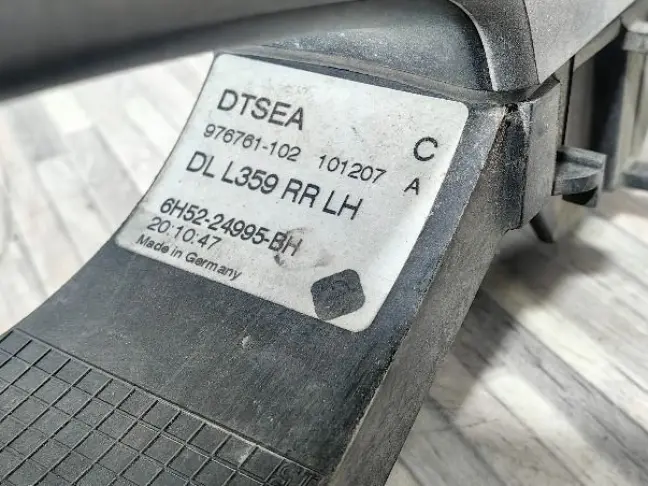 DTSEA C
976761-102 101207 A
DL L359 RR LH
6H52-24995-BH
20:10:47
Made in Germany